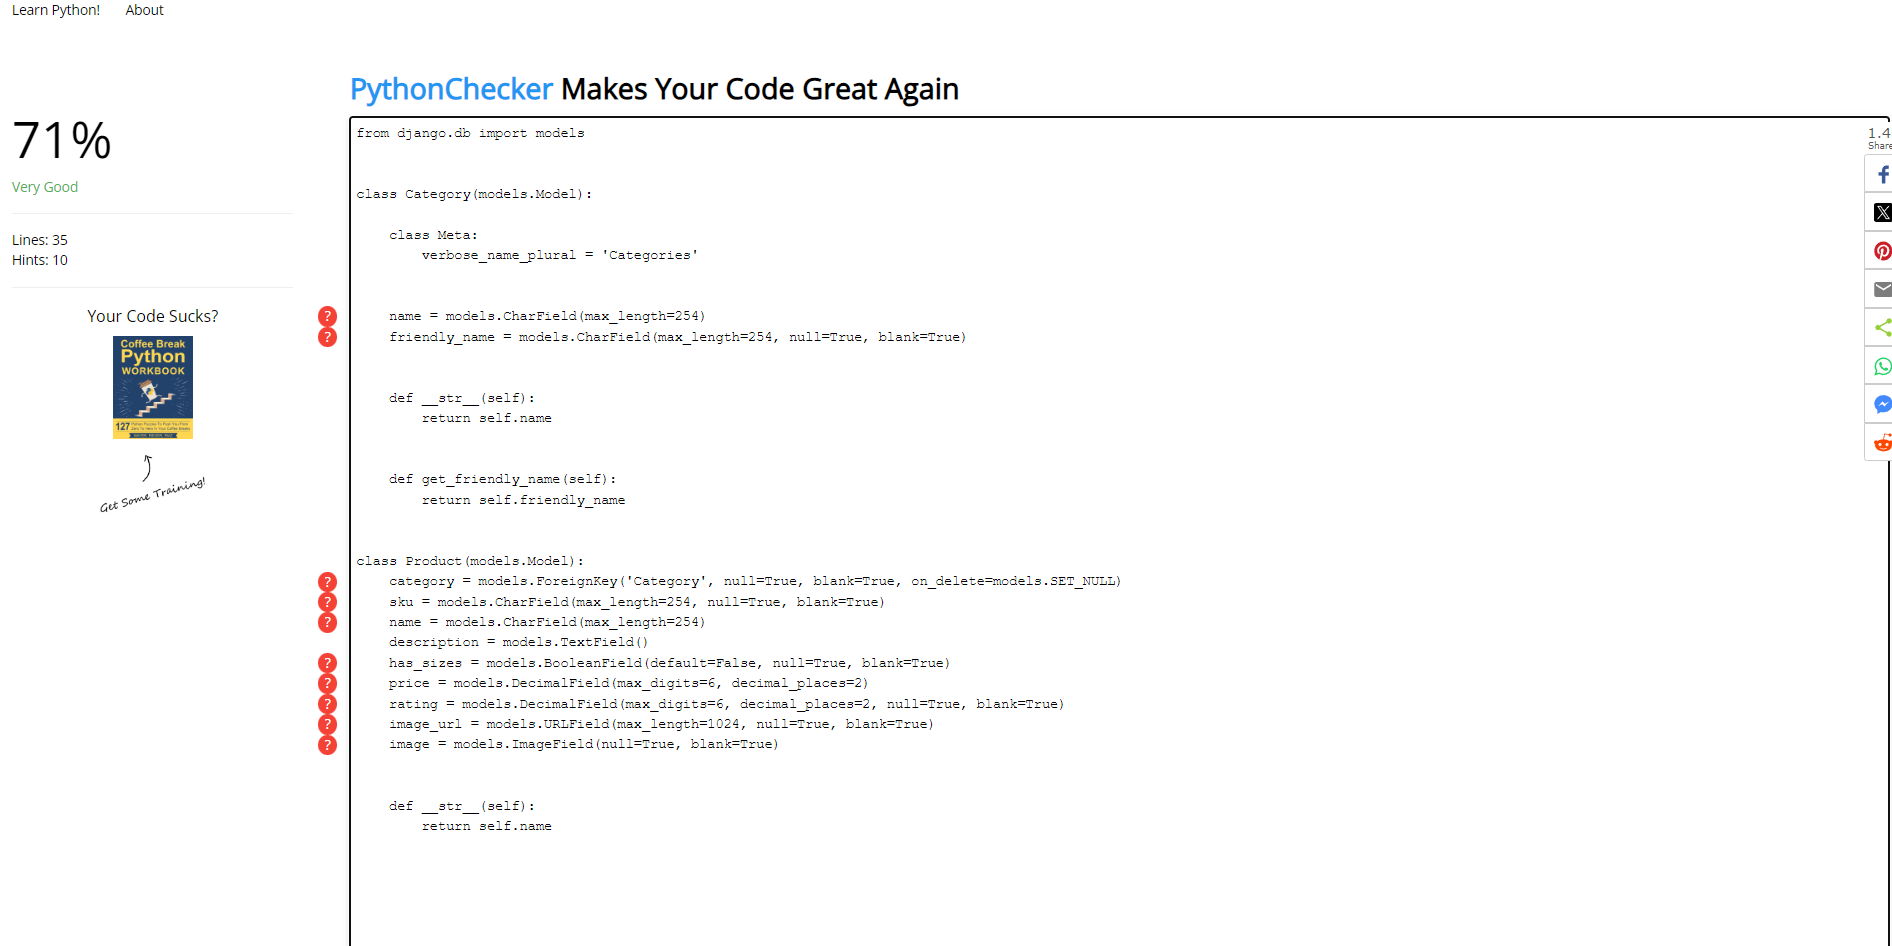 Learn Python! About
PythonChecker Makes Your Code Great Again
71%
Very Good
Lines: 35
Hints: 10
Your Code Sucks?
Coffee Break
Python
WORKBOOK
127
Get Some Training!
from django.db import models
class Category(models.Model):
class Meta:
verbose_name_plural = 'Categories'
? name = models.CharField(max_length=254)
? friendly_name = models.CharField(max_length=254, null=True, blank=True)
def __str__(self):
return self.name
def get_friendly_name(self):
return self.friendly_name
class Product(models.Model):
? category = models.ForeignKey('Category', null=True, blank=True, on_delete=models.SET_NULL)
? sku = models.CharField(max_length=254, null=True, blank=True)
? name = models.CharField(max_length=254)
description = models.TextField()
? has_sizes = models.BooleanField(default=False, null=True, blank=True)
? price = models.DecimalField(max_digits=6, decimal_places=2)
? rating = models.DecimalField(max_digits=6, decimal_places=2, null=True, blank=True)
? image_url = models.URLField(max_length=1024, null=True, blank=True)
? image = models.ImageField(null=True, blank=True)
def __str__(self):
return self.name
1.4
Share